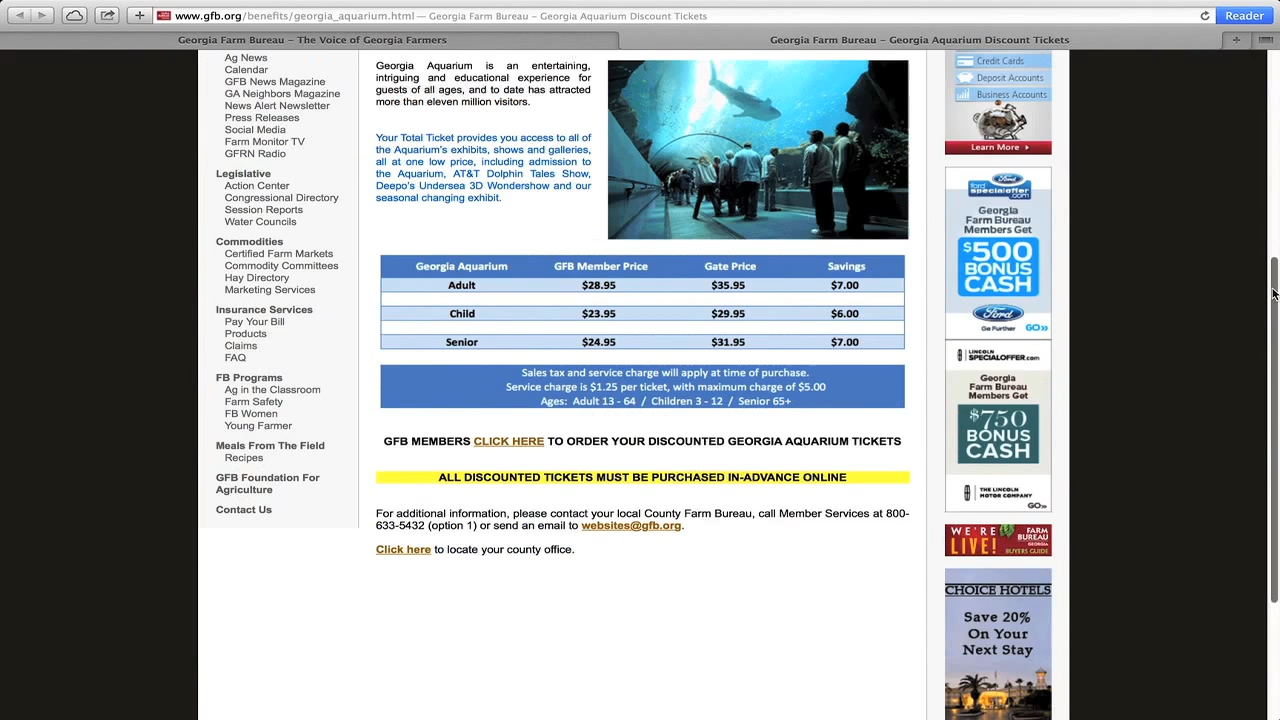 www.gfb.org/benefits/georgia_aquarium.html — Georgia Farm Bureau – Georgia Aquarium Discount Tickets
Reader
Georgia Farm Bureau – The Voice of Georgia Farmers
Georgia Farm Bureau – Georgia Aquarium Discount Tickets
Ag News
Calendar
GFB News Magazine
GA Neighbors Magazine
News Alert Newsletter
Press Releases
Social Media
Farm Monitor TV
GFRN Radio
Legislative
Action Center
Congressional Directory
Session Reports
Water Councils
Commodities
Certified Farm Markets
Commodity Committees
Hay Directory
Marketing Services
Insurance Services
Pay Your Bill
Products
Claims
FAQ
FB Programs
Ag in the Classroom
Farm Safety
FB Women
Young Farmer
Meals From The Field
Recipes
GFB Foundation For
Agriculture
Contact Us
Georgia Aquarium is an entertaining,
intriguing and educational experience for
guests of all ages, and to date has attracted
more than eleven million visitors.
Your Total Ticket provides you access to all of
the Aquarium's exhibits, shows and galleries,
all at one low price, including admission to
the Aquarium, AT&T Dolphin Tales Show,
Deepo's Undersea 3D Wondershow and our
seasonal changing exhibit.
Georgia Aquarium GFB Member Price Gate Price Savings
Adult $28.95 $35.95 $7.00
Child $23.95 $29.95 $6.00
Senior $24.95 $31.95 $7.00
Sales tax and service charge will apply at time of purchase.
Service charge is $1.25 per ticket, with maximum charge of $5.00
Ages: Adult 13 - 64 / Children 3 - 12 / Senior 65+
GFB MEMBERS CLICK HERE TO ORDER YOUR DISCOUNTED GEORGIA AQUARIUM TICKETS
ALL DISCOUNTED TICKETS MUST BE PURCHASED IN-ADVANCE ONLINE
For additional information, please contact your local County Farm Bureau, call Member Services at 800-
633-5432 (option 1) or send an email to websites@gfb.org.
Click here to locate your county office.
Credit Cards
Deposit Accounts
Business Accounts
Learn More
Ford
ford
specialoffer
.com
Georgia
Farm Bureau
Members Get
$500
BONUS
CASH
Ford
Go Further GO»
LINCOLN
SPECIALOFFER.com
Georgia
Farm Bureau
Members Get
$750
BONUS
CASH
THE LINCOLN
MOTOR COMPANY
GO»
WE'RE
LIVE!
FARM
BUREAU
GEORGIA
BUYERS GUIDE
CHOICE HOTELS
Save 20%
On Your
Next Stay